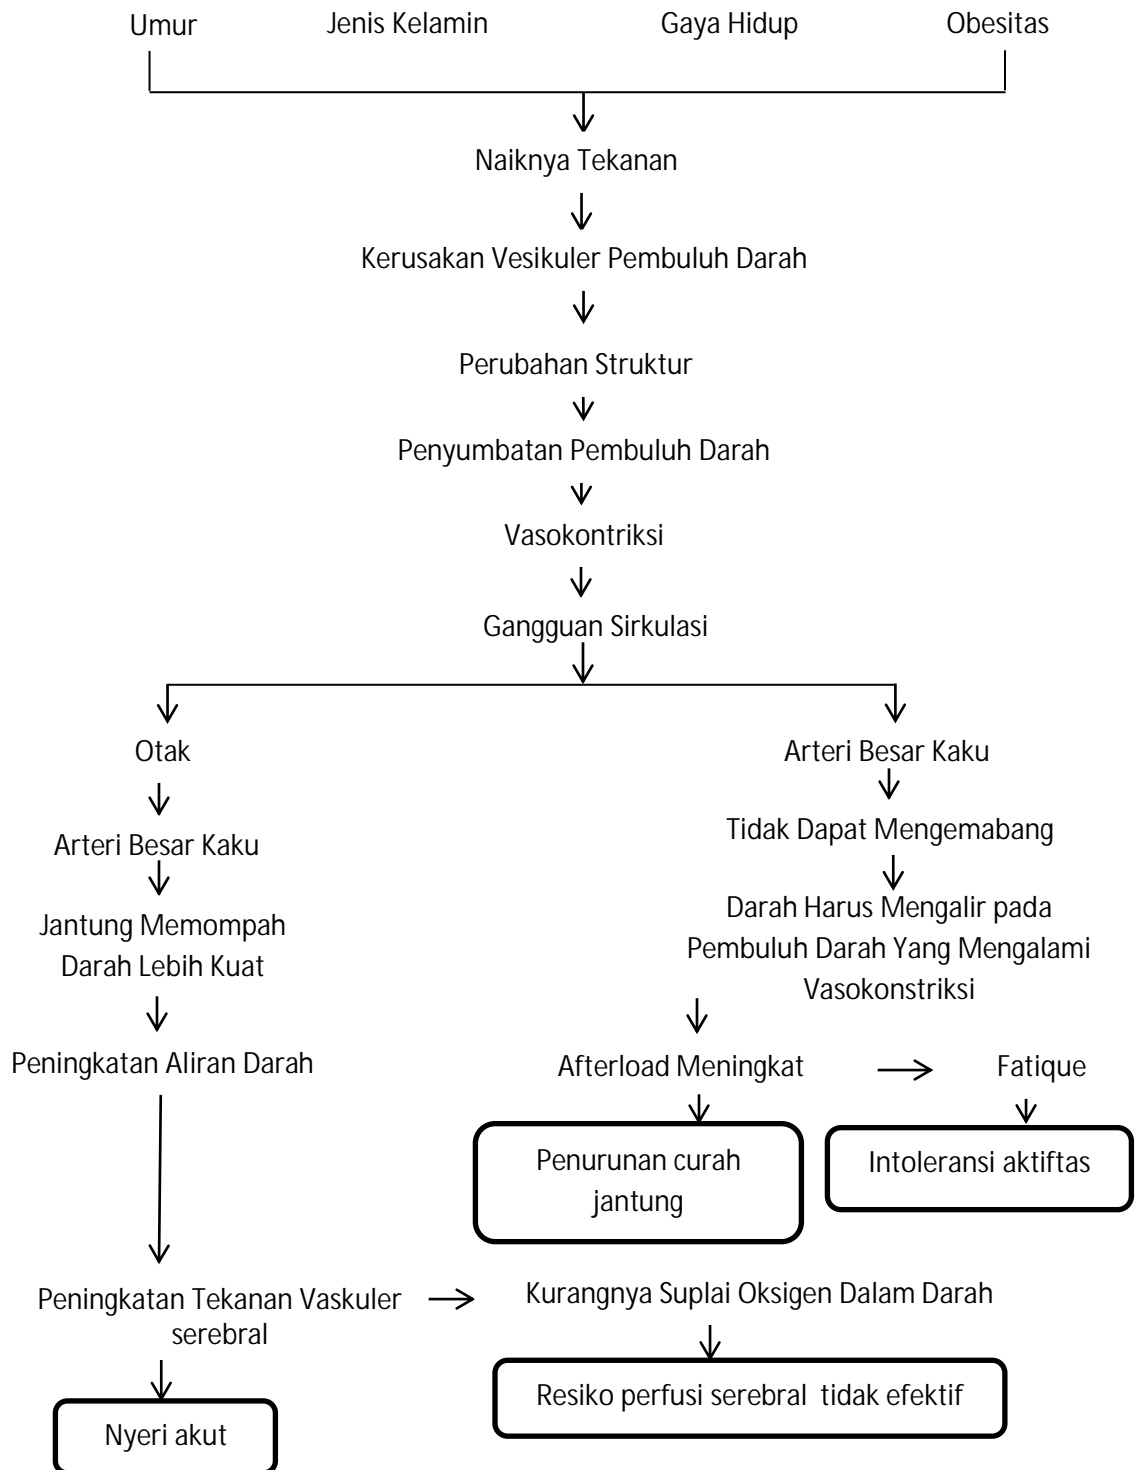 Umur
Jenis Kelamin
Gaya Hidup
Obesitas
Naiknya Tekanan
Kerusakan Vesikuler Pembuluh Darah
Perubahan Struktur
Penyumbatan Pembuluh Darah
Vasokontriksi
Gangguan Sirkulasi
Otak
Arteri Besar Kaku
Jantung Memompah
Darah Lebih Kuat
Peningkatan Aliran Darah
Arteri Besar Kaku
Tidak Dapat Mengemabang
Darah Harus Mengalir pada
Pembuluh Darah Yang Mengalami
Vasokonstriksi
Afterload Meningkat
Fatique
Penurunan curah
jantung
Intoleransi aktiftas
Peningkatan Tekanan Vaskuler
serebral
Kurangnya Suplai Oksigen Dalam Darah
Resiko perfusi serebral tidak efektif
Nyeri akut